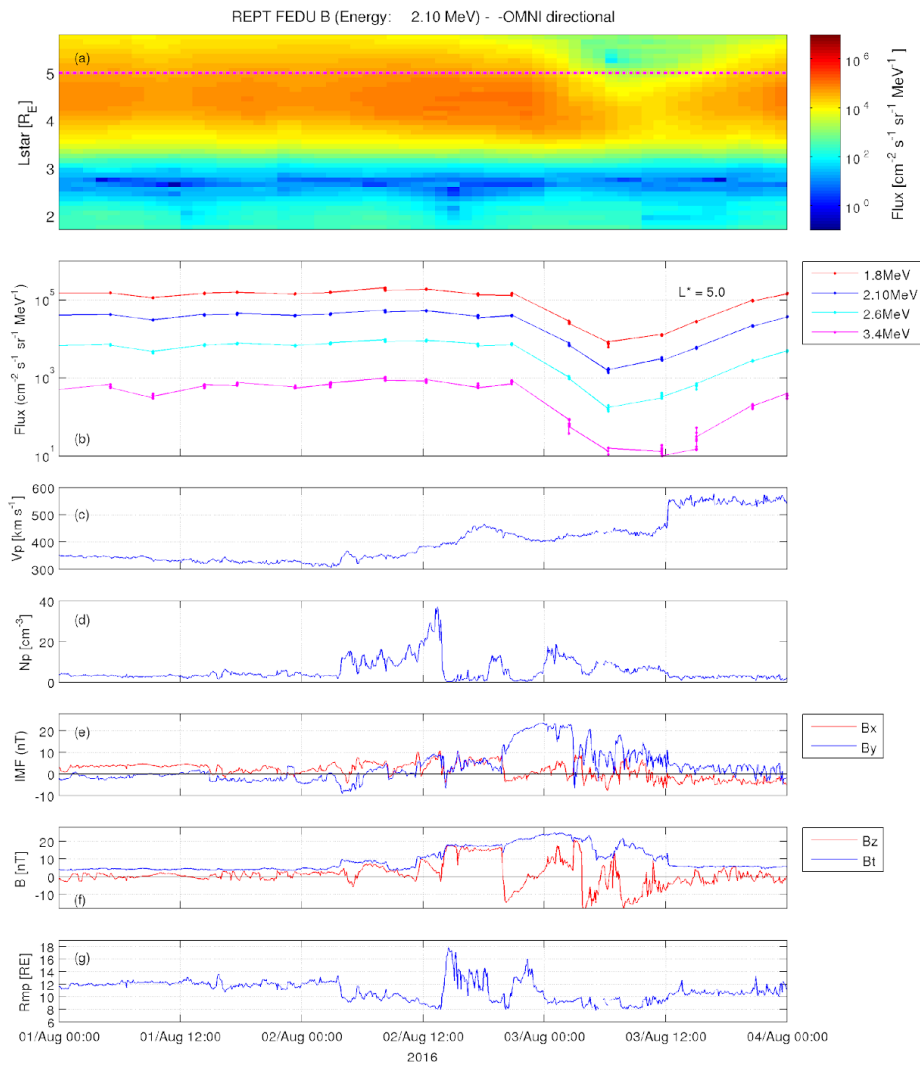 REPT FEDU B (Energy: 2.10 MeV) - -OMNI directional
(a)
Lstar [R_E]
5
4
3
2
10^6
10^4
10^2
10^0
Flux [cm^-2 s^-1 sr^-1 MeV^-1 ]
(b)
L* = 5.0
Flux (cm^-2 s^-1 sr^-1 MeV^-1)
10^5
10^3
10^1
1.8MeV
2.10MeV
2.6MeV
3.4MeV
(c)
Vp [km s^-1]
600
500
400
300
(d)
Np [cm^-3]
40
20
0
(e)
IMF (nT)
20
10
0
-10
Bx
By
(f)
B [nT]
20
0
-10
Bz
Bt
(g)
Rmp [RE]
18
16
14
12
10
8
6
01/Aug 00:00 01/Aug 12:00 02/Aug 00:00 02/Aug 12:00 03/Aug 00:00 03/Aug 12:00 04/Aug 00:00
2016